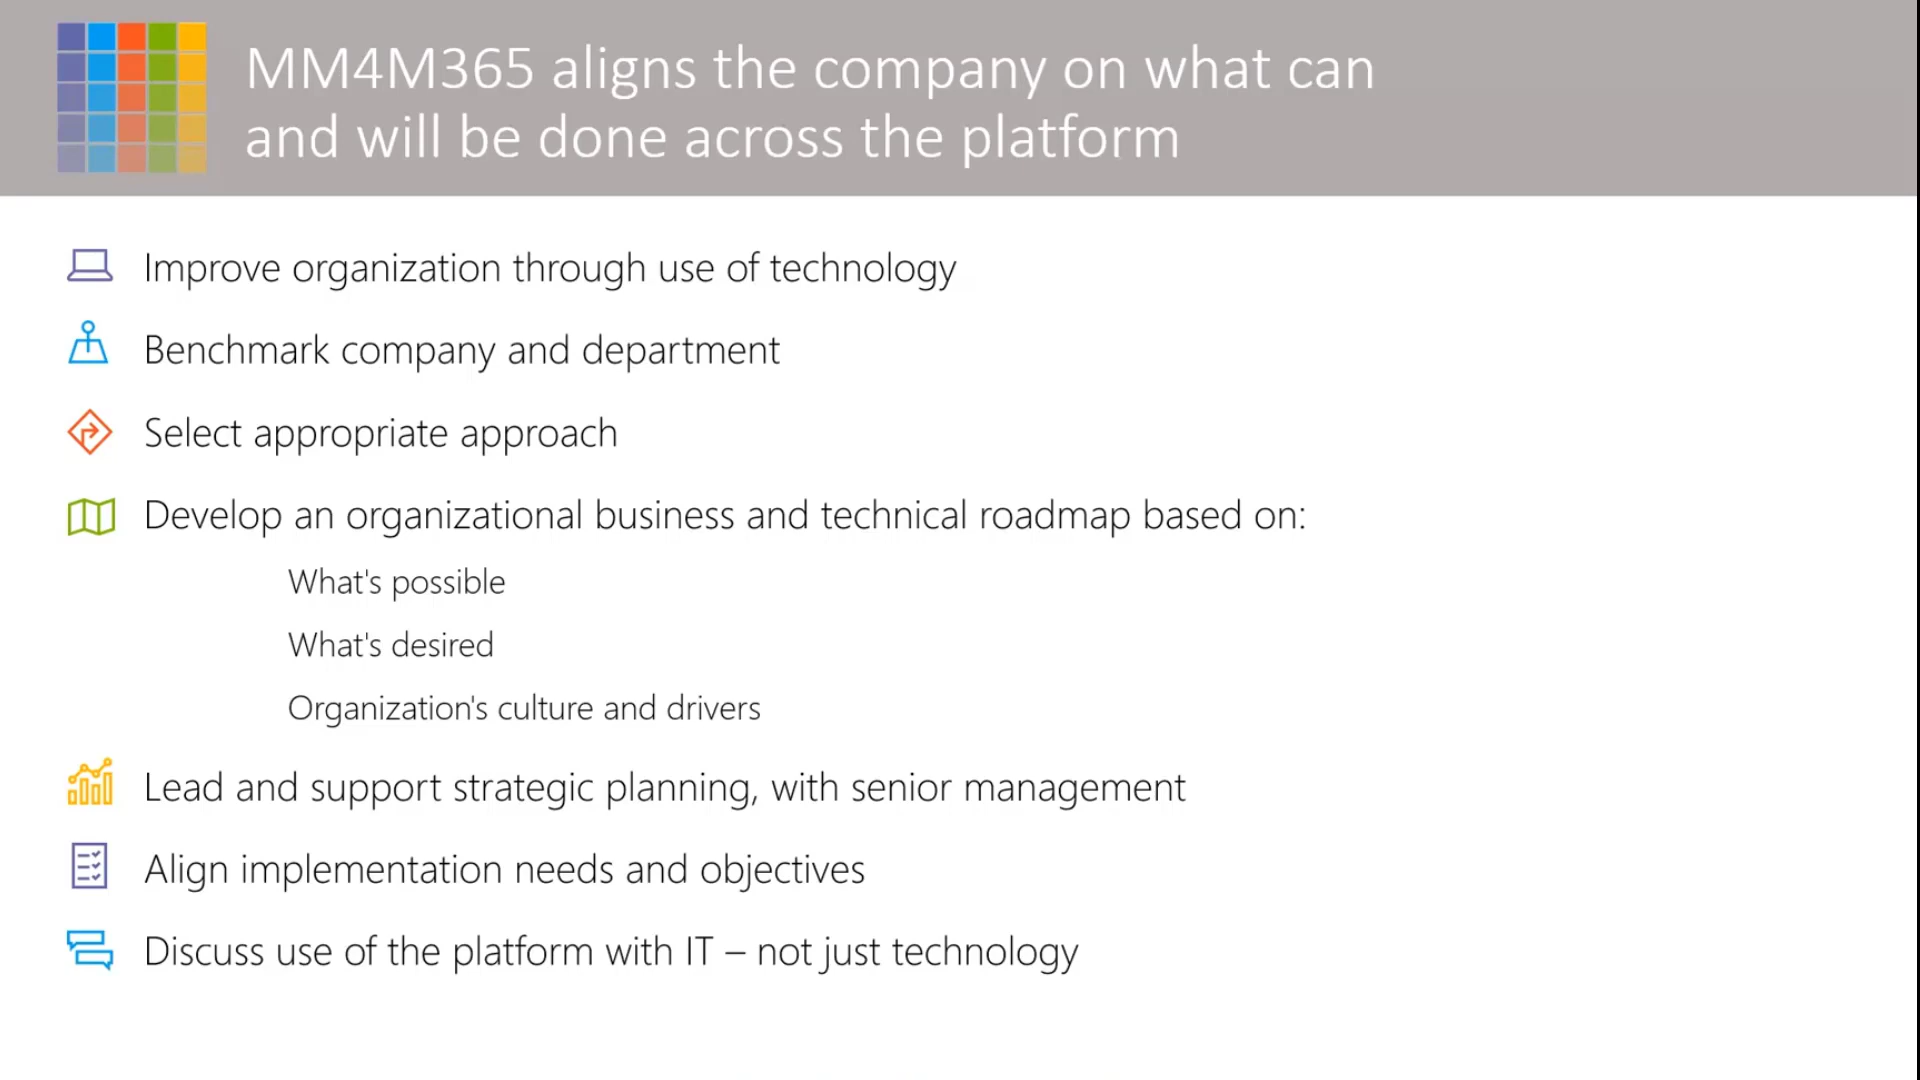 MM4M365 aligns the company on what can
and will be done across the platform
Improve organization through use of technology
Benchmark company and department
Select appropriate approach
Develop an organizational business and technical roadmap based on:
What's possible
What's desired
Organization's culture and drivers
Lead and support strategic planning, with senior management
Align implementation needs and objectives
Discuss use of the platform with IT – not just technology